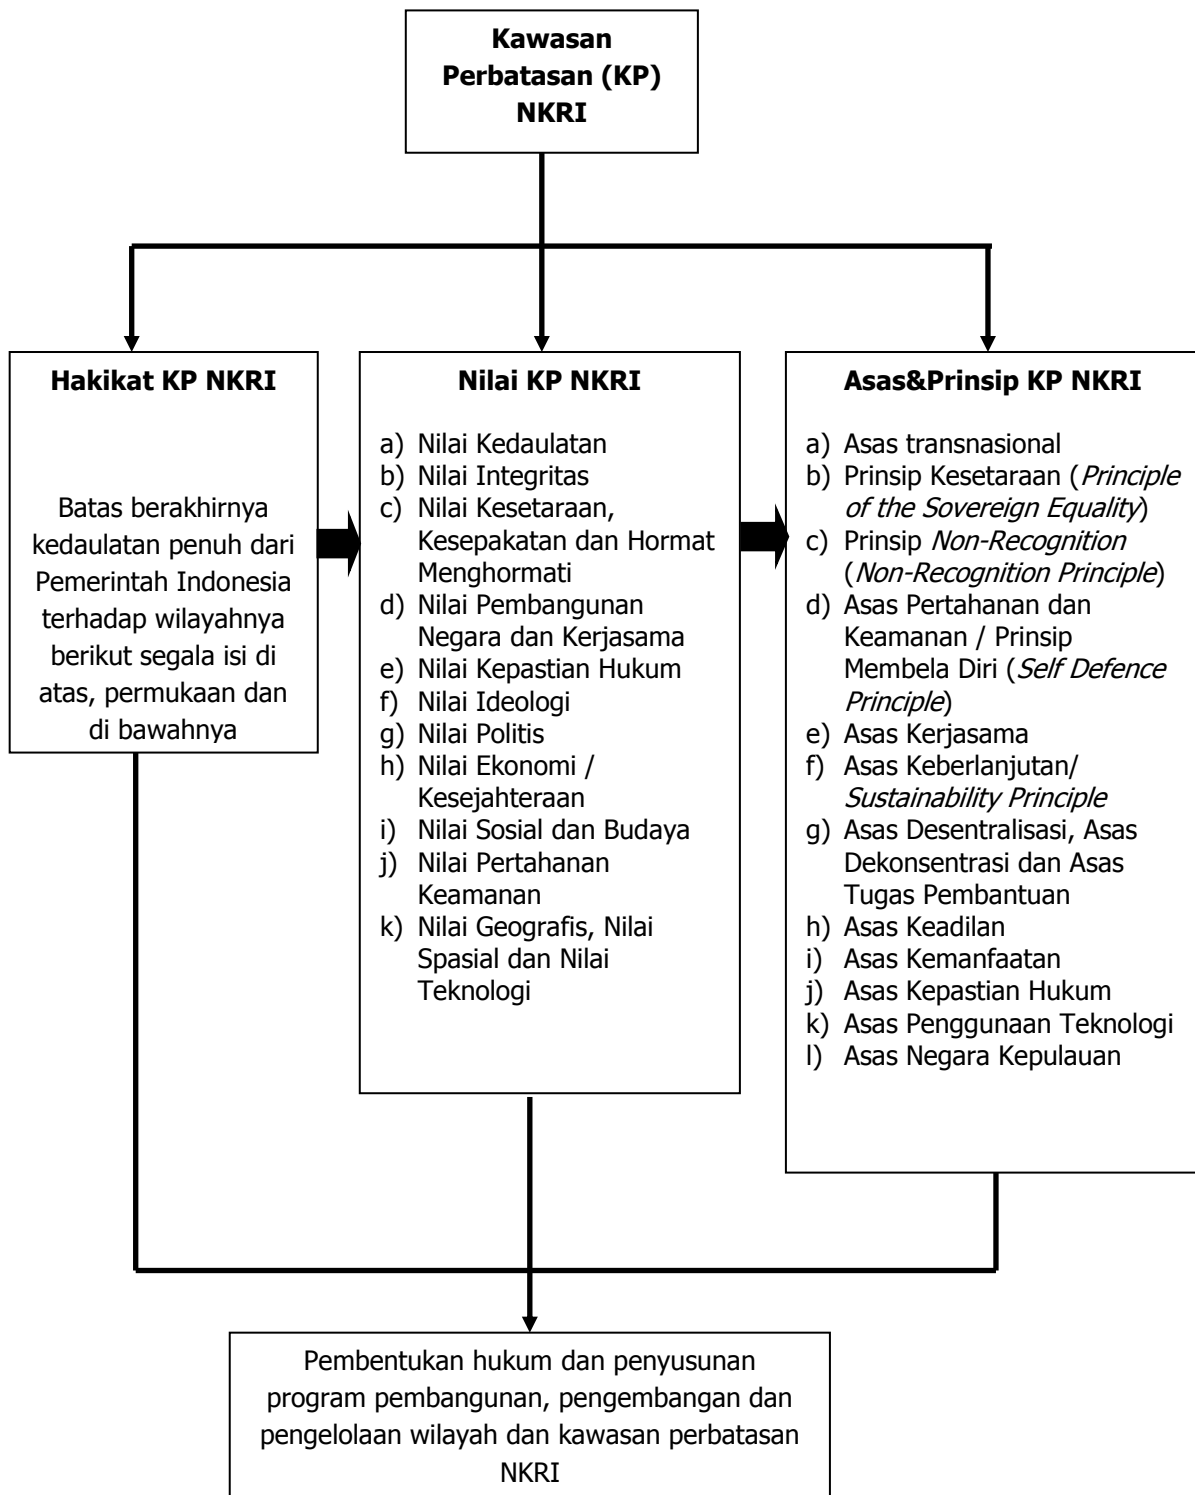 Kawasan
Perbatasan (KP)
NKRI
Hakikat KP NKRI
Batas berakhirnya
kedaulatan penuh dari
Pemerintah Indonesia
terhadap wilayahnya
berikut segala isi di
atas, permukaan dan
di bawahnya
Nilai KP NKRI
a) Nilai Kedaulatan
b) Nilai Integritas
c) Nilai Kesetaraan,
Kesepakatan dan Hormat
Menghormati
d) Nilai Pembangunan
Negara dan Kerjasama
e) Nilai Kepastian Hukum
f) Nilai Ideologi
g) Nilai Politis
h) Nilai Ekonomi /
Kesejahteraan
i) Nilai Sosial dan Budaya
j) Nilai Pertahanan
Keamanan
k) Nilai Geografis, Nilai
Spasial dan Nilai
Teknologi
Asas&Prinsip KP NKRI
a) Asas transnasional
b) Prinsip Kesetaraan (Principle
of the Sovereign Equality)
c) Prinsip Non-Recognition
(Non-Recognition Principle)
d) Asas Pertahanan dan
Keamanan / Prinsip
Membela Diri (Self Defence
Principle)
e) Asas Kerjasama
f) Asas Keberlanjutan/
Sustainability Principle
g) Asas Desentralisasi, Asas
Dekonsentrasi dan Asas
Tugas Pembantuan
h) Asas Keadilan
i) Asas Kemanfaatan
j) Asas Kepastian Hukum
k) Asas Penggunaan Teknologi
l) Asas Negara Kepulauan
Pembentukan hukum dan penyusunan
program pembangunan, pengembangan dan
pengelolaan wilayah dan kawasan perbatasan
NKRI